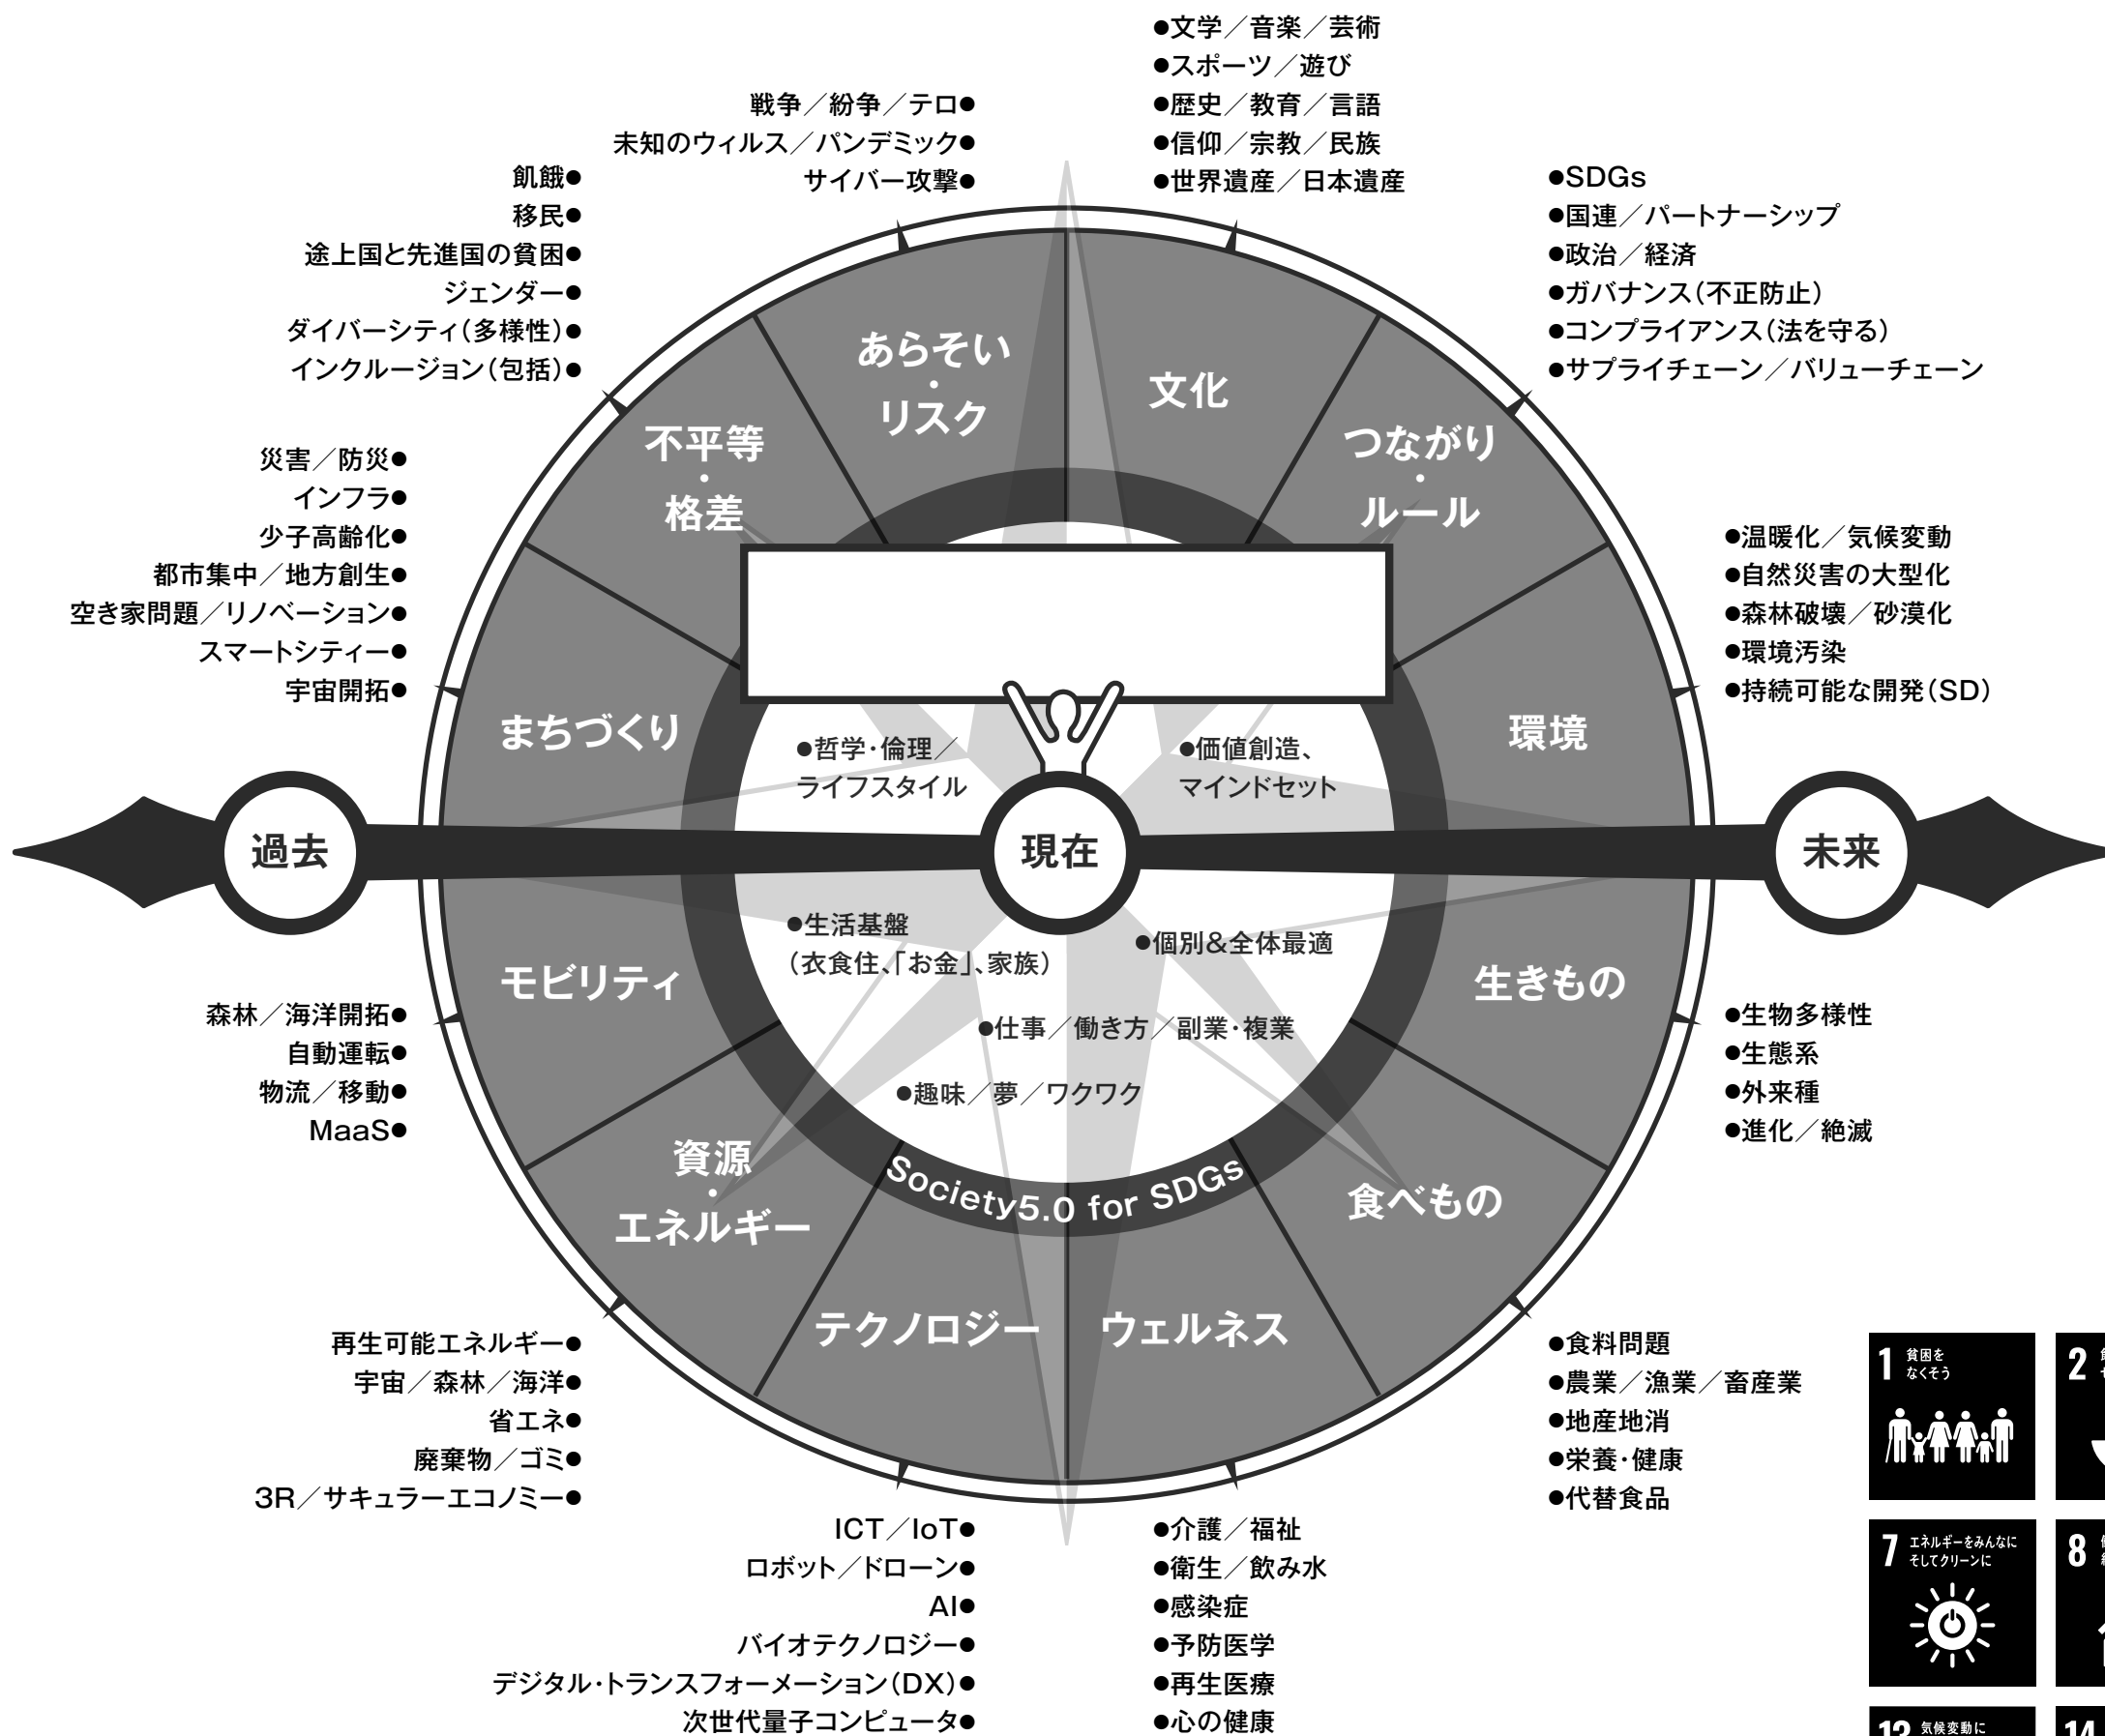 ●文学／音楽／芸術
●スポーツ／遊び
●歴史／教育／言語
●信仰／宗教／民族
●世界遺産／日本遺産
戦争／紛争／テロ●
未知のウィルス／パンデミック●
サイバー攻撃●
飢餓●
移民●
途上国と先進国の貧困●
ジェンダー●
ダイバーシティ（多様性）●
インクルージョン（包括）●
●SDGs
●国連／パートナーシップ
●政治／経済
●ガバナンス（不正防止）
●コンプライアンス（法を守る）
●サプライチェーン／バリューチェーン
災害／防災●
インフラ●
少子高齢化●
都市集中／地方創生●
空き家問題／リノベーション●
スマートシティー●
宇宙開拓●
●温暖化／気候変動
●自然災害の大型化
●森林破壊／砂漠化
●環境汚染
●持続可能な開発（SD）
あらそい
・
リスク
文化
不平等
・
格差
つながり
・
ルール
まちづくり
環境
●哲学・倫理／
ライフスタイル
●価値創造、
マインドセット
過去
現在
未来
●生活基盤
（衣食住、「お金」、家族）
●個別＆全体最適
●仕事／働き方／副業・複業
●趣味／夢／ワクワク
モビリティ
生きもの
資源
・
エネルギー
食べもの
テクノロジー
ウェルネス
Society5.0 for SDGs
森林／海洋開拓●
自動運転●
物流／移動●
MaaS●
●生物多様性
●生態系
●外来種
●進化／絶滅
再生可能エネルギー●
宇宙／森林／海洋●
省エネ●
廃棄物／ゴミ●
3R／サキュラーエコノミー●
●食料問題
●農業／漁業／畜産業
●地産地消
●栄養・健康
●代替食品
ICT／IoT●
ロボット／ドローン●
AI●
バイオテクノロジー●
デジタル・トランスフォーメーション（DX）●
次世代量子コンピュータ●
●介護／福祉
●衛生／飲み水
●感染症
●予防医学
●再生医療
●心の健康
1 貧困を
なくそう
2
7 エネルギーをみんなに
そしてクリーンに
8
13 気候変動に
14